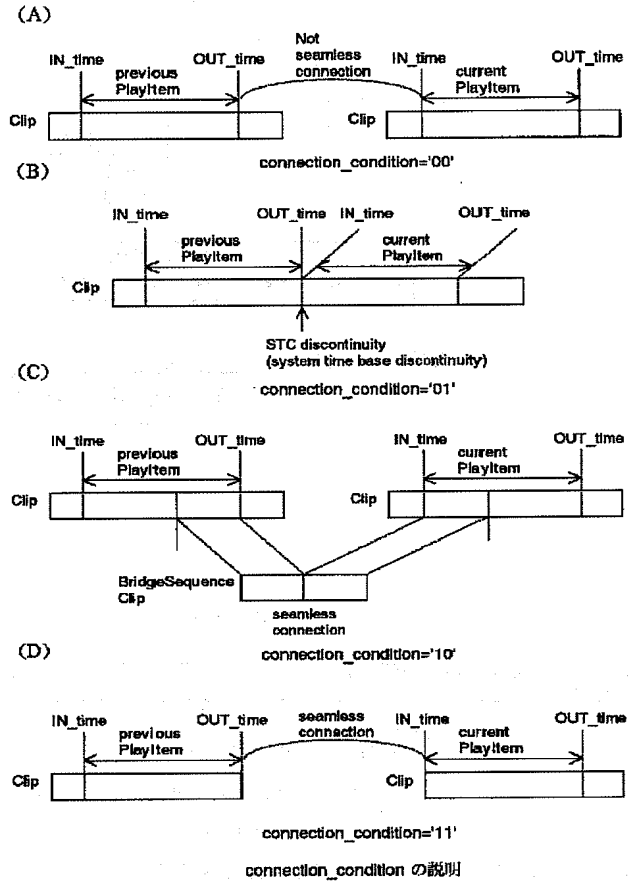 (A)
Not
seamless
connection
IN_time
OUT_time
IN_time
OUT_time
previous
PlayItem
current
PlayItem
Clip
Clip
connection_condition='00'
(B)
IN_time
OUT_time
IN_time
OUT_time
previous
PlayItem
current
PlayItem
Clip
STC discontinuity
(system time base discontinuity)
(C)
connection_condition='01'
IN_time
OUT_time
IN_time
OUT_time
previous
PlayItem
current
PlayItem
Clip
Clip
BridgeSequence
Clip
seamless
connection
(D)
connection_condition='10'
IN_time
OUT_time
seamless
connection
IN_time
OUT_time
previous
PlayItem
current
PlayItem
Clip
Clip
connection_condition='11'
connection_condition の説明